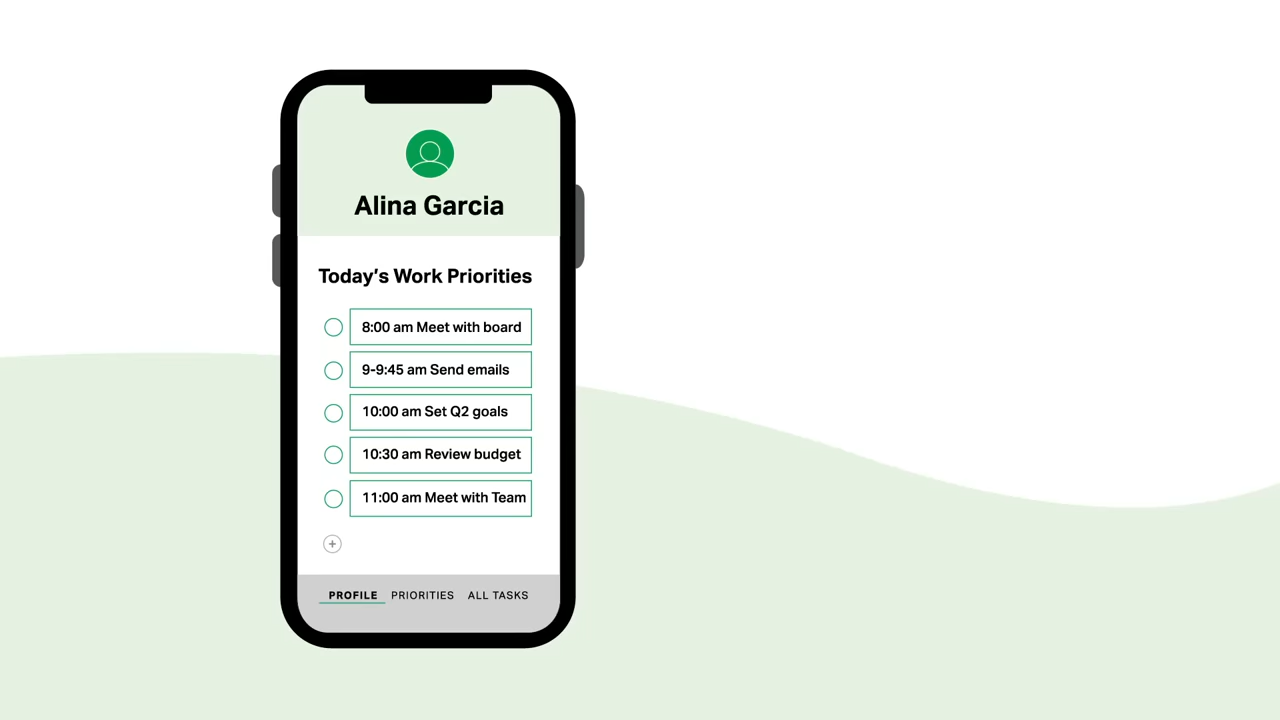 Alina Garcia
Today’s Work Priorities
8:00 am Meet with board
9-9:45 am Send emails
10:00 am Set Q2 goals
10:30 am Review budget
11:00 am Meet with Team
PROFILE PRIORITIES ALL TASKS